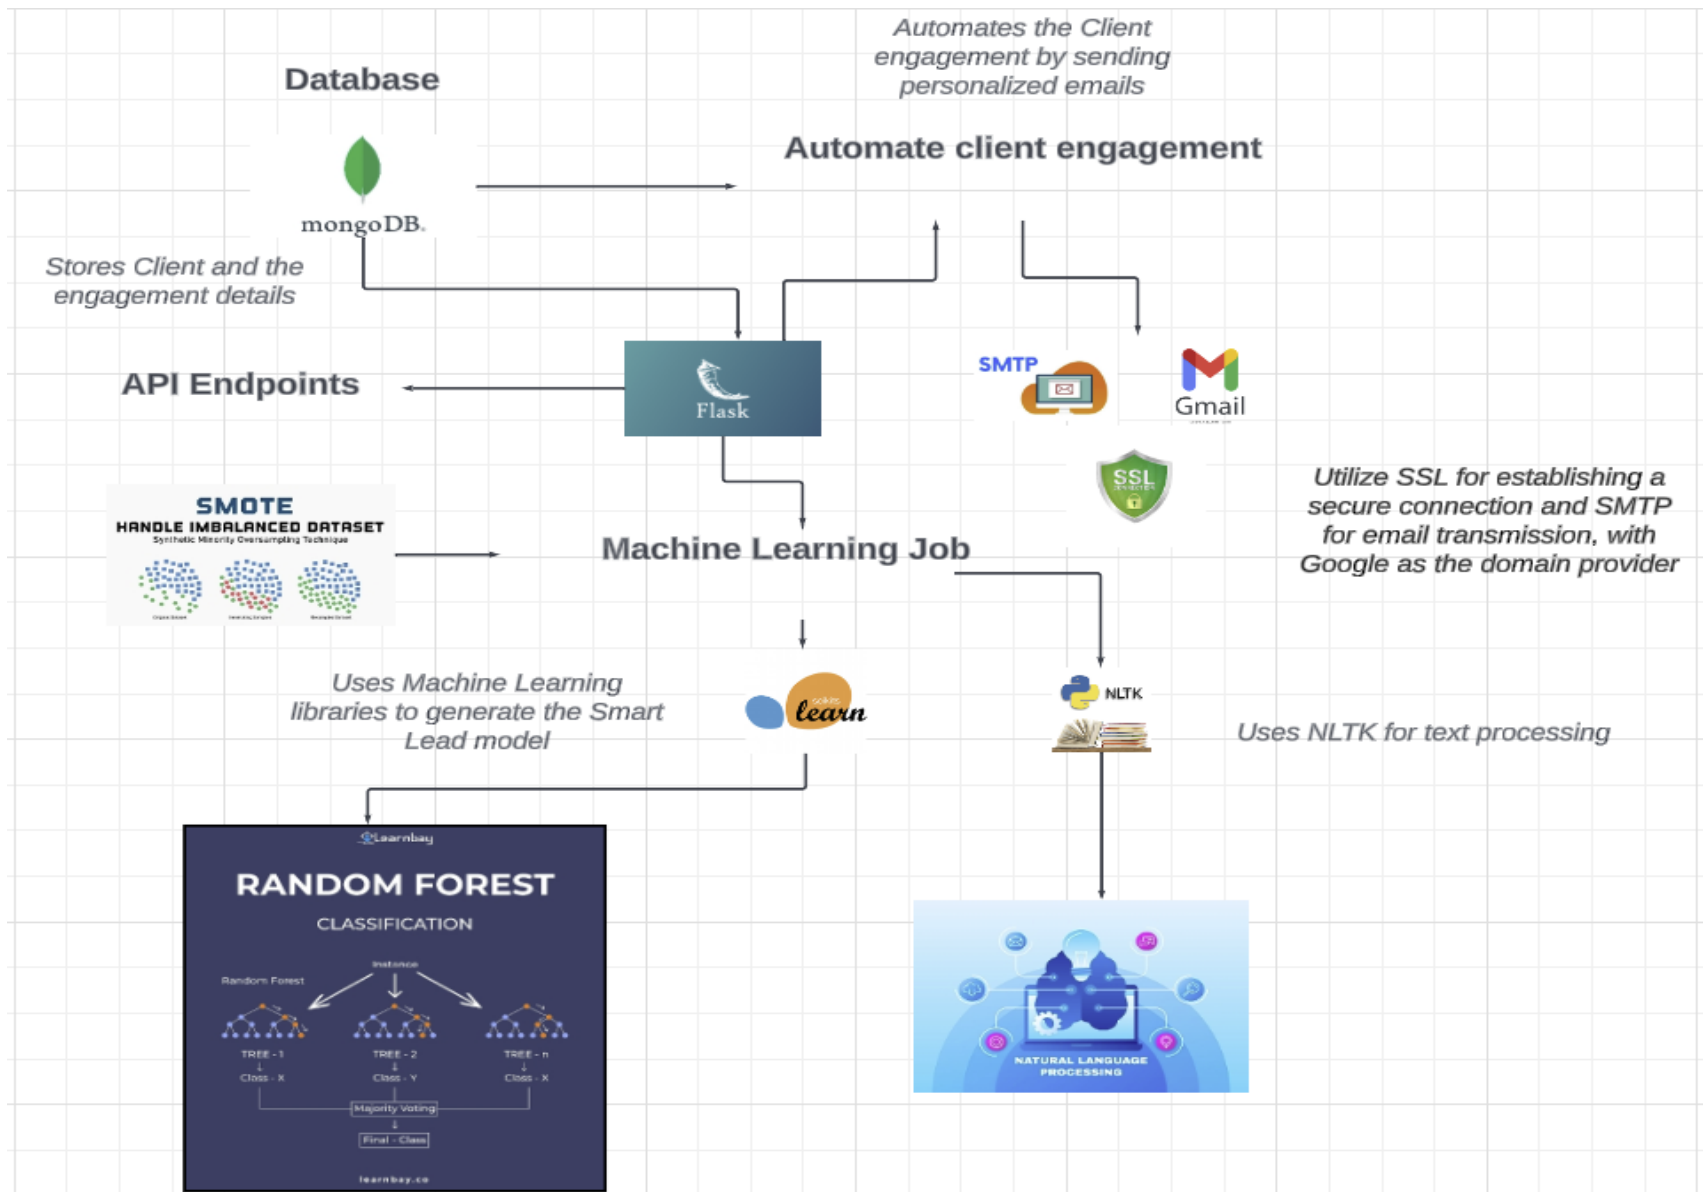 Automates the Client
engagement by sending
personalized emails
Database
Automate client engagement
mongoDB.
Stores Client and the
engagement details
API Endpoints
Flask
SMTP
Gmail
SSL
Utilize SSL for establishing a
secure connection and SMTP
for email transmission, with
Google as the domain provider
SMOTE
HANDLE IMBALANCED DATASET
Synthetic Minority Oversampling Technique
Machine Learning Job
Uses Machine Learning
libraries to generate the Smart
Lead model
scikits
learn
NLTK
Uses NLTK for text processing
Learnbay
RANDOM FOREST
CLASSIFICATION
Instance
Random Forest
TREE - 1
TREE - 2
TREE - n
Class - X
Class - Y
Class - X
Majority Voting
Final - Class
learnbay.co
NATURAL LANGUAGE
PROCESSING